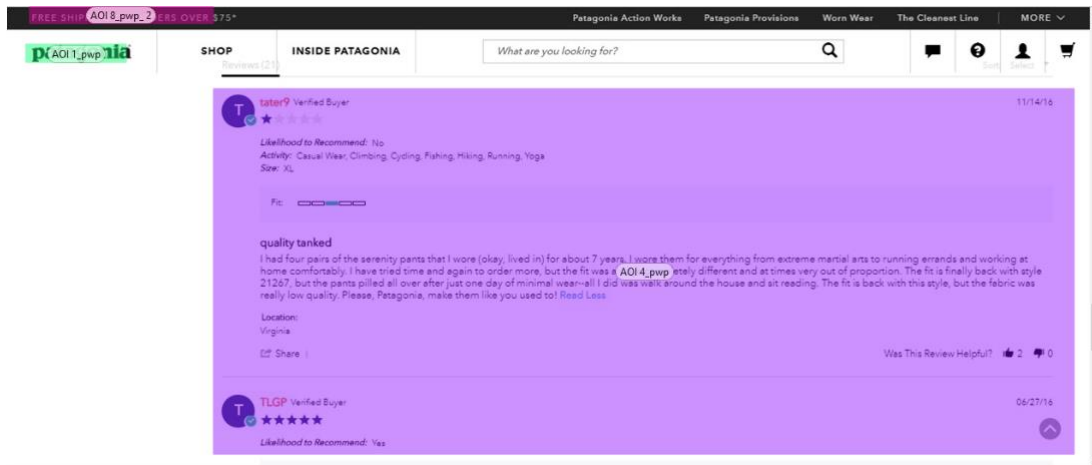 FREE SHIP AOI 8_pwp_2 ERS OVER $75*
Patagonia Action Works Patagonia Provisions Worn Wear The Cleanest Line MORE
AOI 1_pwp
SHOP INSIDE PATAGONIA What are you looking for?
Reviews (21) Sort: Select
T tater9 Verified Buyer 11/14/16
Likelihood to Recommend: No
Activity: Casual Wear, Climbing, Cycling, Fishing, Hiking, Running, Yoga
Size: XL
Fit:
quality tanked
I had four pairs of the serenity pants that I wore (okay, lived in) for about 7 years. I wore them for everything from extreme martial arts to running errands and working at
home comfortably. I have tried time and again to order more, but the fit was a AOI 4_pwp etely different and at times very out of proportion. The fit is finally back with style
21267, but the pants pilled all over after just one day of minimal wear--all I did was walk around the house and sit reading. The fit is back with this style, but the fabric was
really low quality. Please, Patagonia, make them like you used to! Read Less
Location:
Virginia
Share Was This Review Helpful? 2 0
T TLGP Verified Buyer 06/27/16
Likelihood to Recommend: Yes